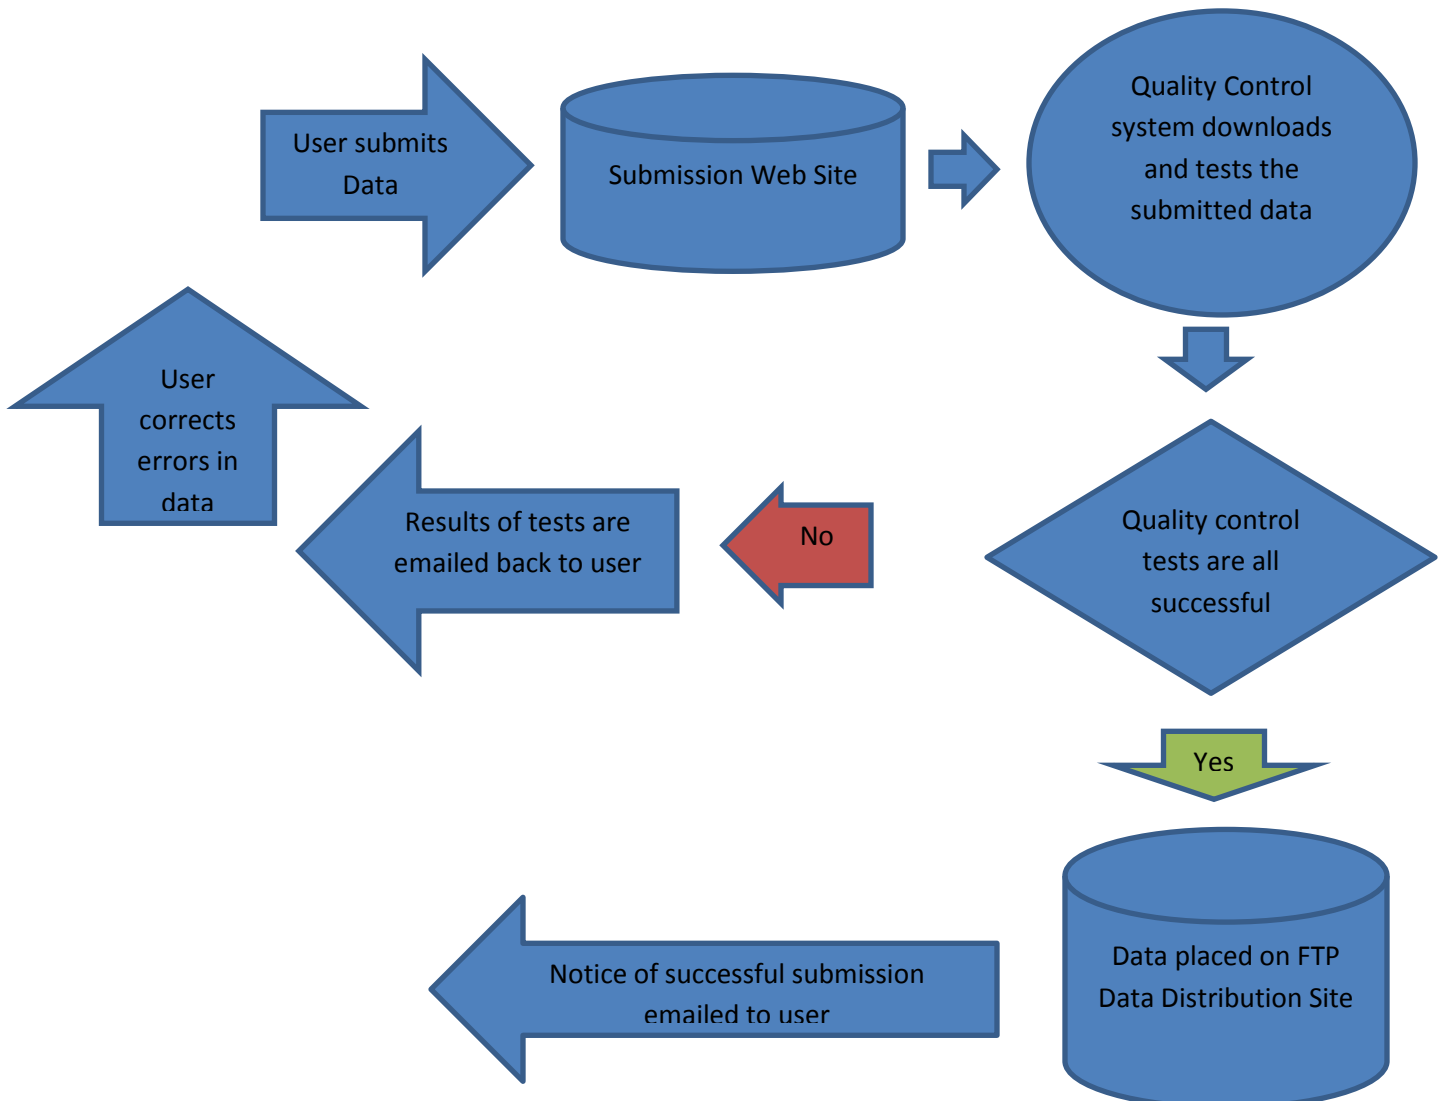 User submits
Data
Submission Web Site
Quality Control
system downloads
and tests the
submitted data
User
corrects
errors in
data
Results of tests are
emailed back to user
No
Quality control
tests are all
successful
Yes
Notice of successful submission
emailed to user
Data placed on FTP
Data Distribution Site